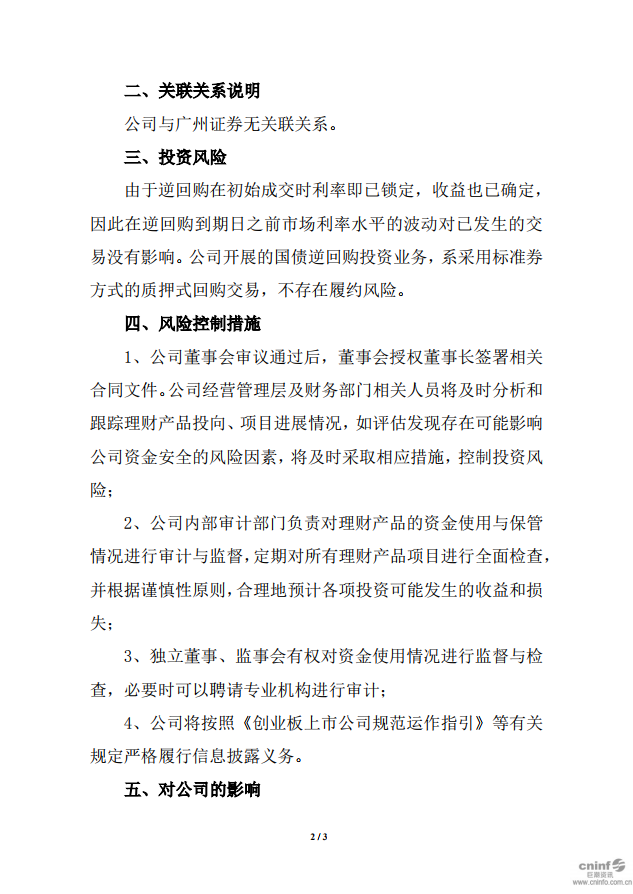 二、关联关系说明
公司与广州证券无关联关系。
三、投资风险
由于逆回购在初始成交时利率即已锁定，收益也已确定，
因此在逆回购到期日之前市场利率水平的波动对已发生的交
易没有影响。公司开展的国债逆回购投资业务，系采用标准券
方式的质押式回购交易，不存在履约风险。
四、风险控制措施
1、公司董事会审议通过后，董事会授权董事长签署相关
合同文件。公司经营管理层及财务部门相关人员将及时分析和
跟踪理财产品投向、项目进展情况，如评估发现存在可能影响
公司资金安全的风险因素，将及时采取相应措施，控制投资风
险；
2、公司内部审计部门负责对理财产品的资金使用与保管
情况进行审计与监督，定期对所有理财产品项目进行全面检查，
并根据谨慎性原则，合理地预计各项投资可能发生的收益和损
失；
3、独立董事、监事会有权对资金使用情况进行监督与检
查，必要时可以聘请专业机构进行审计；
4、公司将按照《创业板上市公司规范运作指引》等有关
规定严格履行信息披露义务。
五、对公司的影响
2 / 3
cninf
巨潮资讯
www.cninfo.com.cn